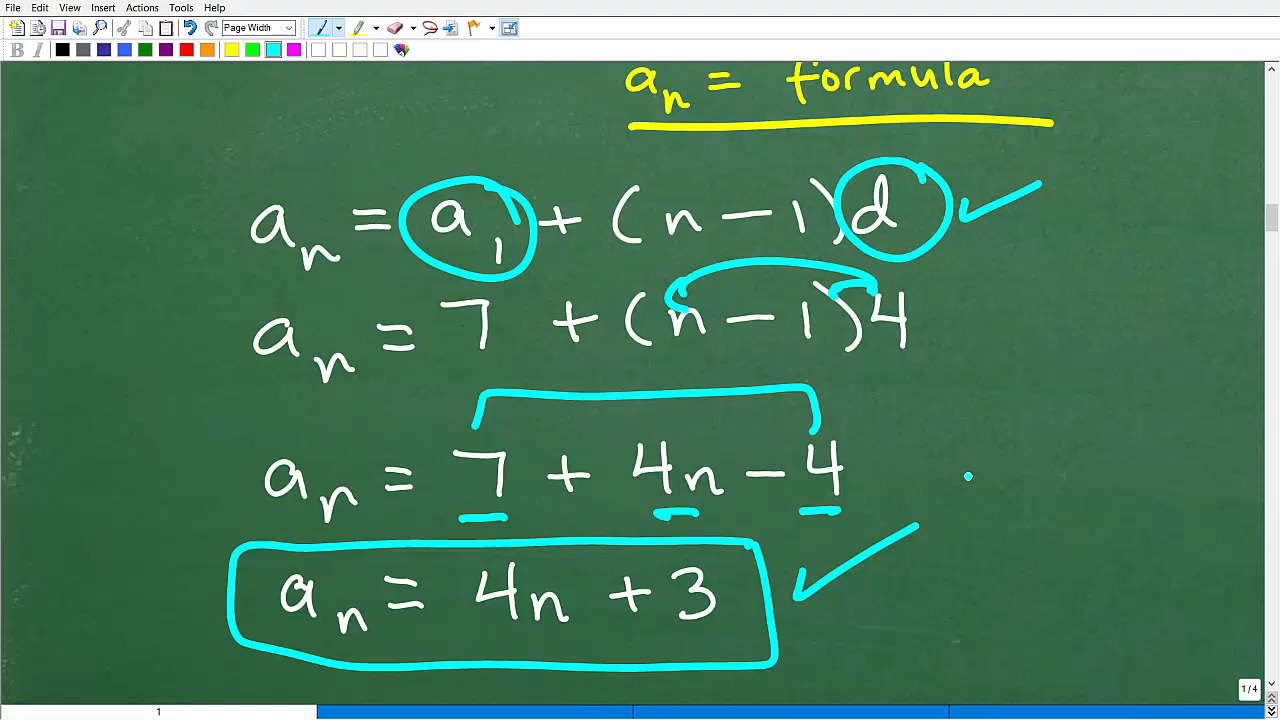 File Edit View Insert Actions Tools Help
Page Width
B I
aₙ = formula
aₙ = a₁ + (n − 1)d
aₙ = 7 + (n − 1)4
aₙ = 7 + 4n − 4
aₙ = 4n + 3
1/4
1